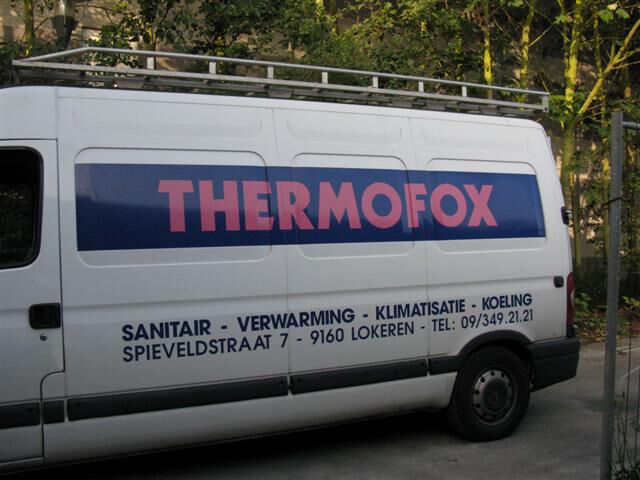 THERMOFOX
SANITAIR - VERWARMING - KLIMATISATIE - KOELING
SPIEVELDSTRAAT 7 - 9160 LOKEREN - TEL: 09/349.21.21